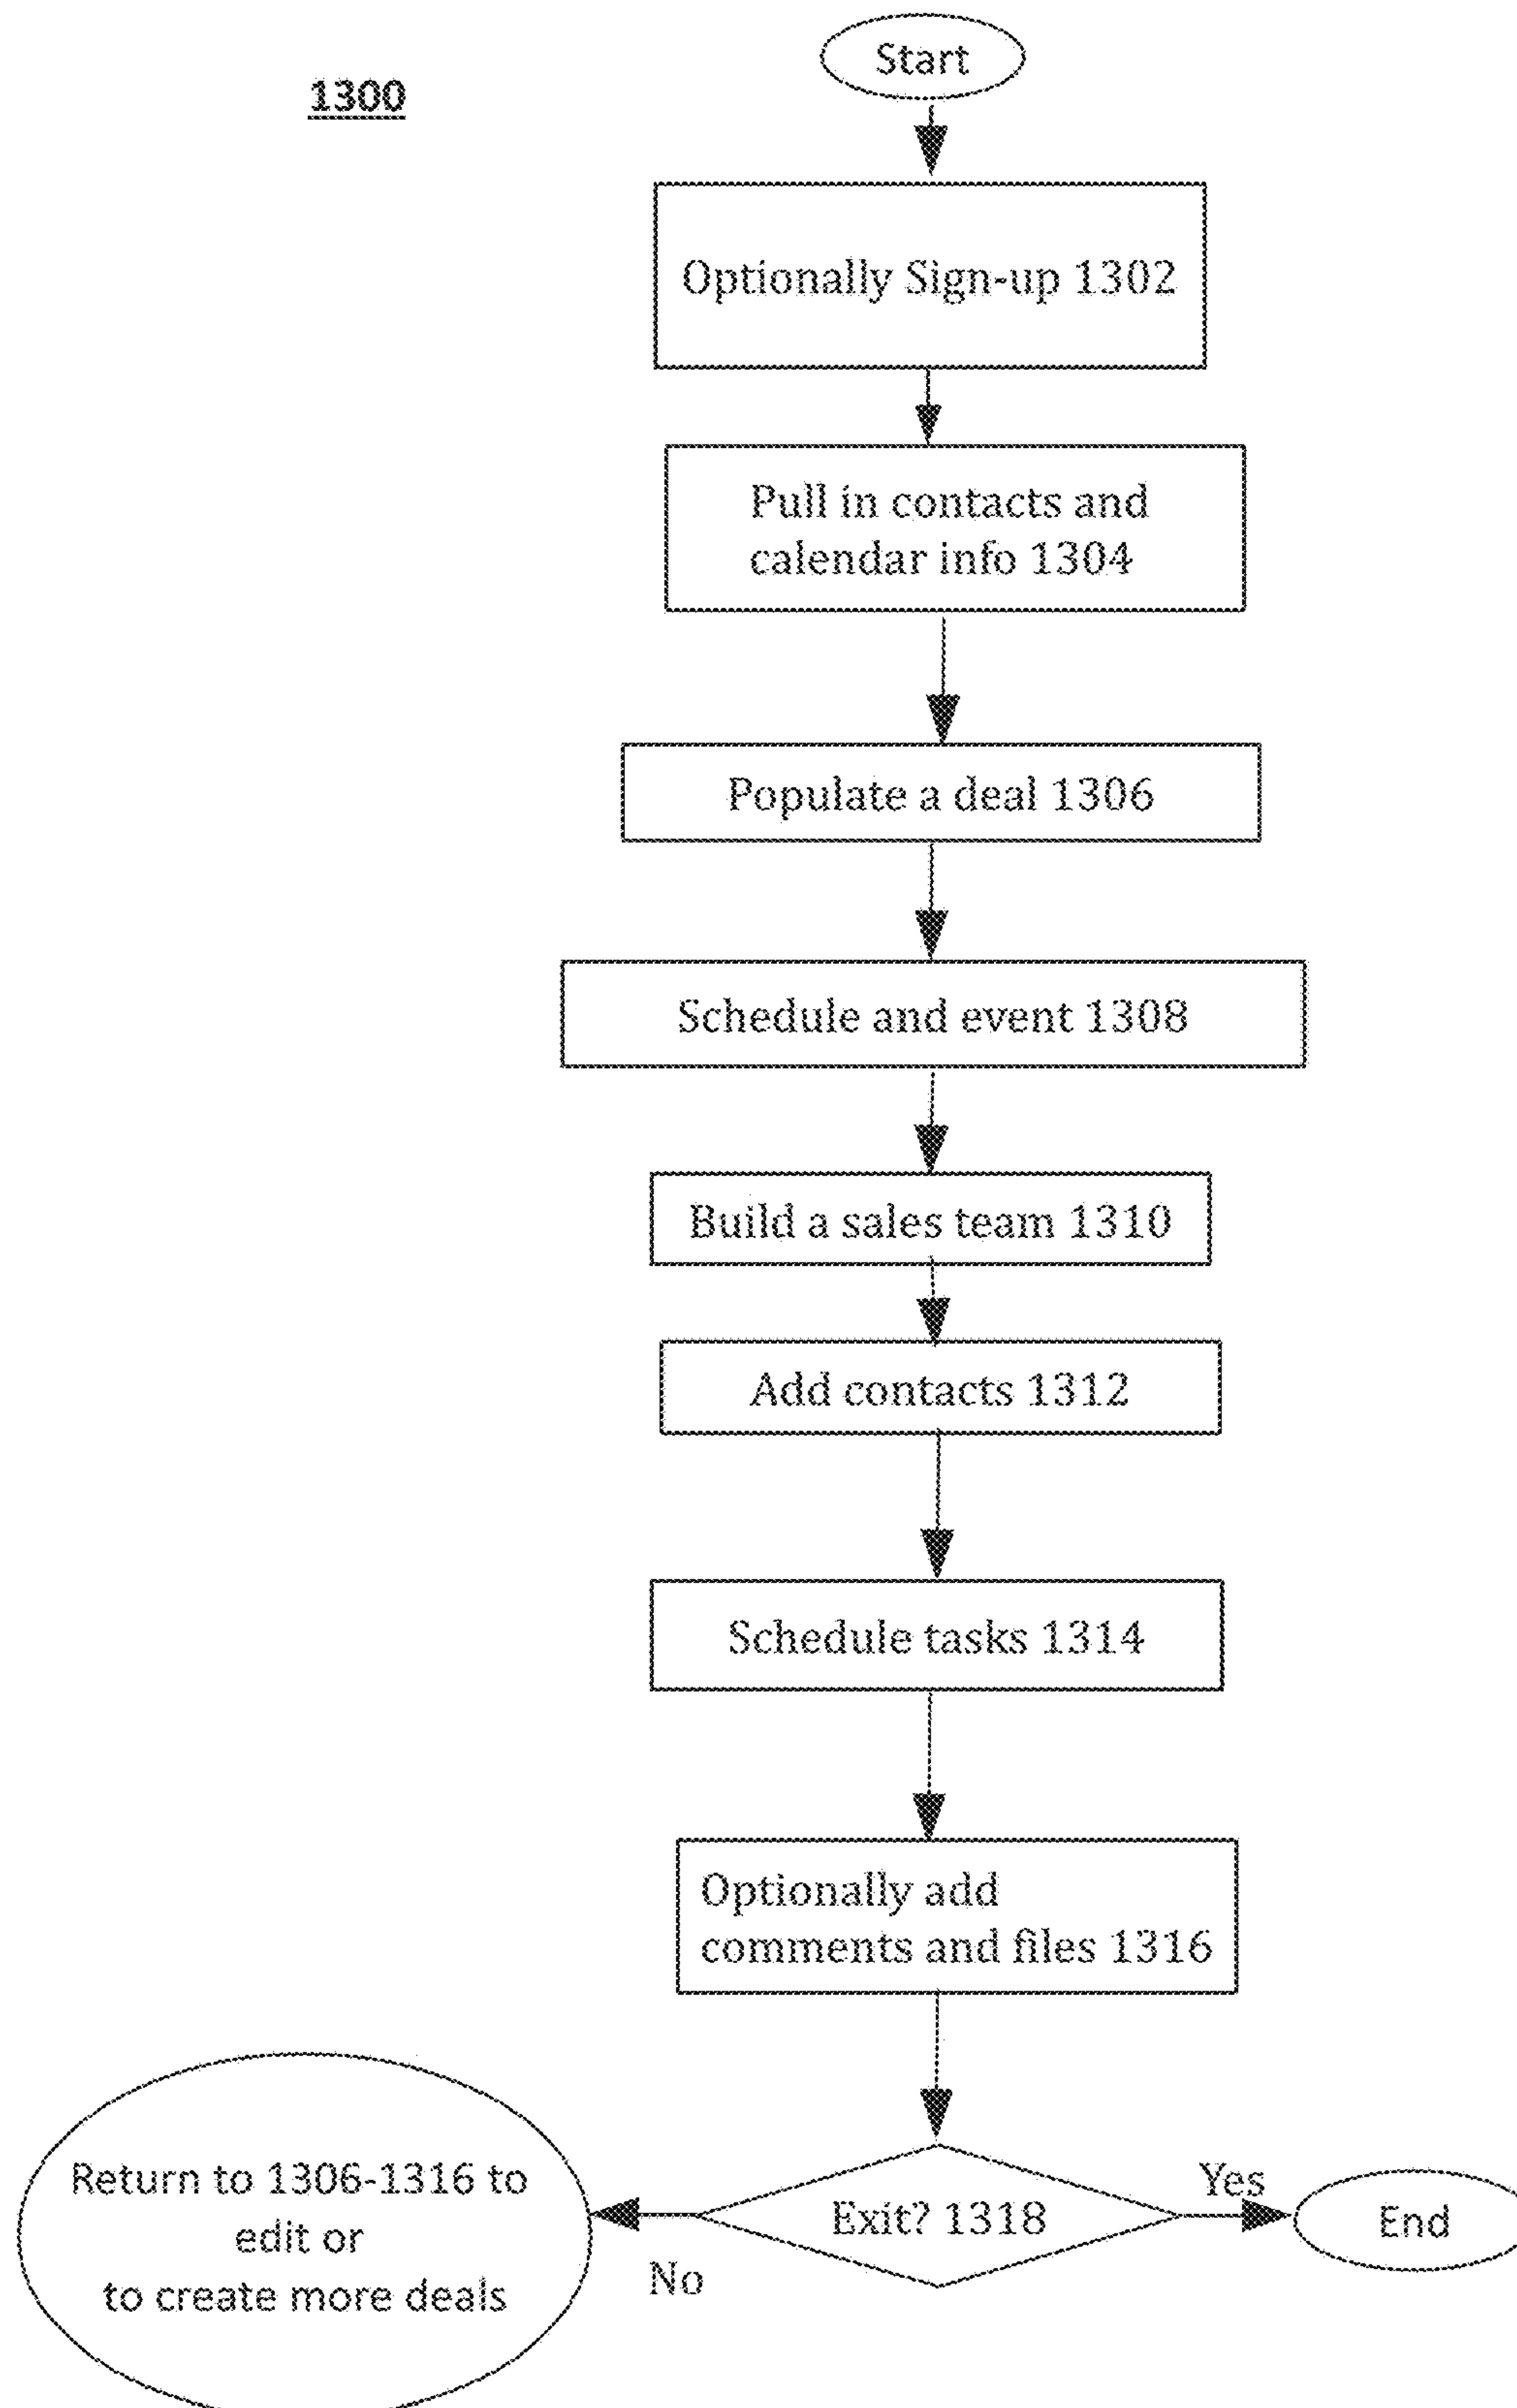 1300
Start
Optionally Sign-up 1302
Pull in contacts and
calendar info 1304
Populate a deal 1306
Schedule and event 1308
Build a sales team 1310
Add contacts 1312
Schedule tasks 1314
Optionally add
comments and files 1316
Exit? 1318
Yes
End
No
Return to 1306-1316 to
edit or
to create more deals